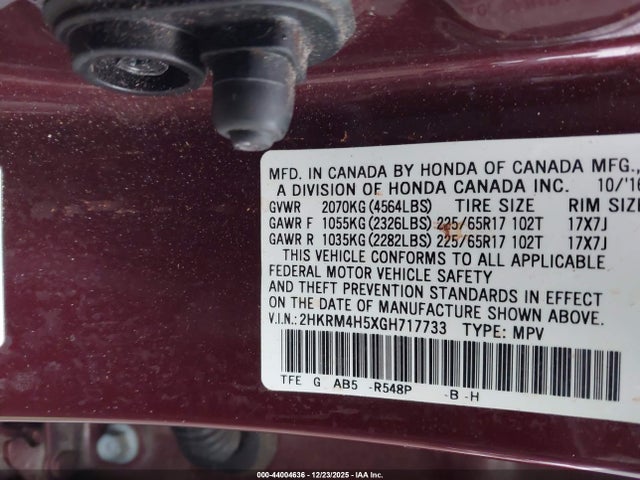 MFD. IN CANADA BY HONDA OF CANADA MFG.,
A DIVISION OF HONDA CANADA INC. 10/'16
GVWR 2070KG(4564LBS) TIRE SIZE RIM SIZE
GAWR F 1055KG(2326LBS) 225/65R17 102T 17X7J
GAWR R 1035KG(2282LBS) 225/65R17 102T 17X7J
THIS VEHICLE CONFORMS TO ALL APPLICABLE
FEDERAL MOTOR VEHICLE SAFETY
AND THEFT PREVENTION STANDARDS IN EFFECT
ON THE DATE OF MANUFACTURE SHOWN ABOVE.
V.I.N.: 2HKRM4H5XGH717733 TYPE: MPV
TFE G AB5 -R548P -B -H
000-44004636 - 12/23/2025 - IAA Inc.